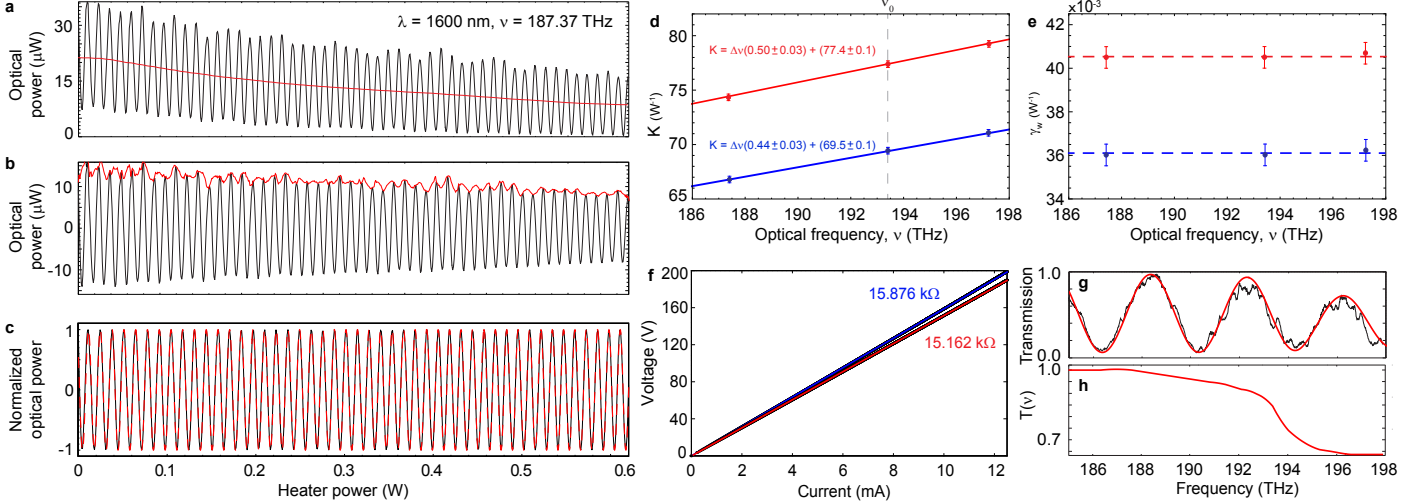 a
λ = 1600 nm, ν = 187.37 THz
Optical
power (μW)
30
15
0
b
Optical
power (μW)
10
0
-10
c
Normalized
optical power
1
0
-1
0 0.1 0.2 0.3 0.4 0.5 0.6
Heater power (W)
d
ν₀
K = Δν(0.50±0.03) + (77.4±0.1)
K = Δν(0.44±0.03) + (69.5±0.1)
K (W⁻¹)
80
75
70
65
186 188 190 192 194 196 198
Optical frequency, ν (THz)
e
×10⁻³
γw (W⁻¹)
42
40
38
36
34
186 188 190 192 194 196 198
Optical frequency, ν (THz)
f
15.876 kΩ
15.162 kΩ
Voltage (V)
200
160
120
80
40
0
0 2 4 6 8 10 12
Current (mA)
g
Transmission
1.0
0.0
h
T(ν)
1.0
0.7
186 188 190 192 194 196 198
Frequency (THz)